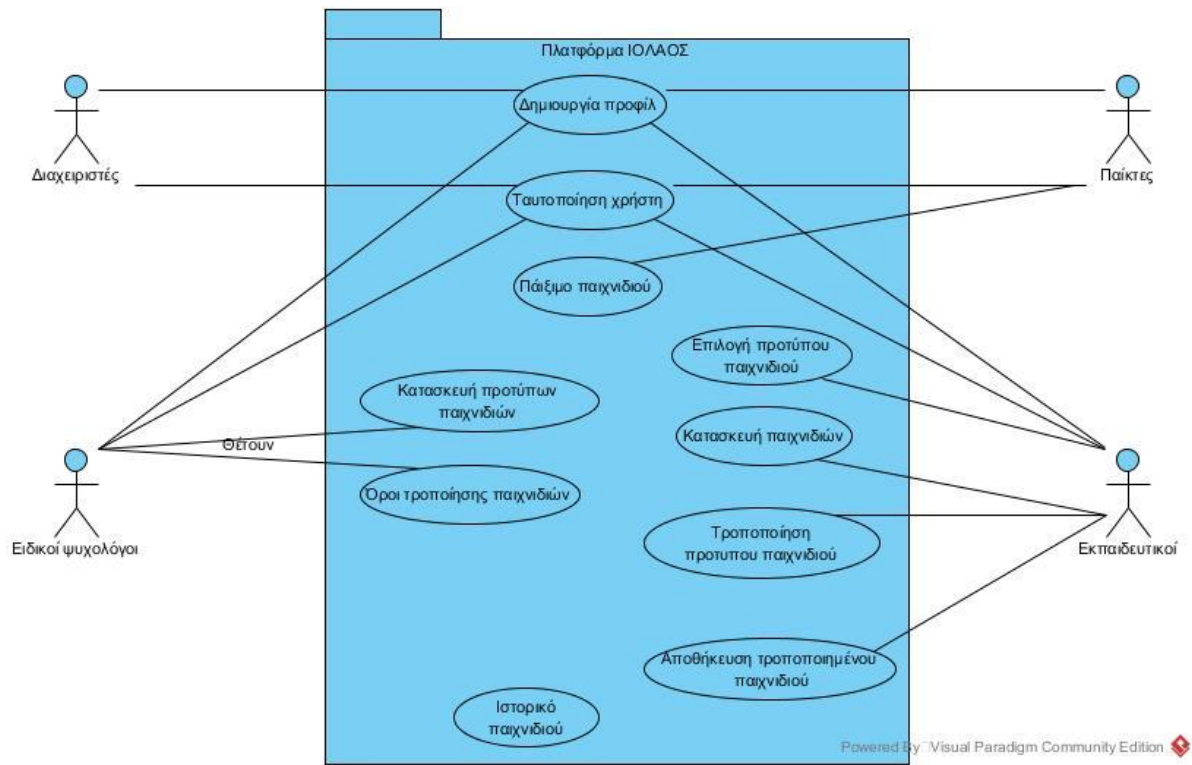 Πλατφόρμα ΙΟΛΑΟΣ
Δημιουργία προφίλ
Διαχειριστές
Παίκτες
Ταυτοποίηση χρήστη
Πάιξιμο παιχνιδιού
Επιλογή προτύπου
παιχνιδιού
Κατασκευή προτύπων
παιχνιδιών
Κατασκευή παιχνιδιών
Θέτουν
Όροι τροποίησης παιχνιδιών
Ειδικοί ψυχολόγοι
Εκπαιδευτικοί
Τροποποίηση
προτυπου παιχνιδιού
Αποθήκευση τροποποιημένου
παιχνιδιού
Ιστορικό
παιχνιδιού
Powered By Visual Paradigm Community Edition